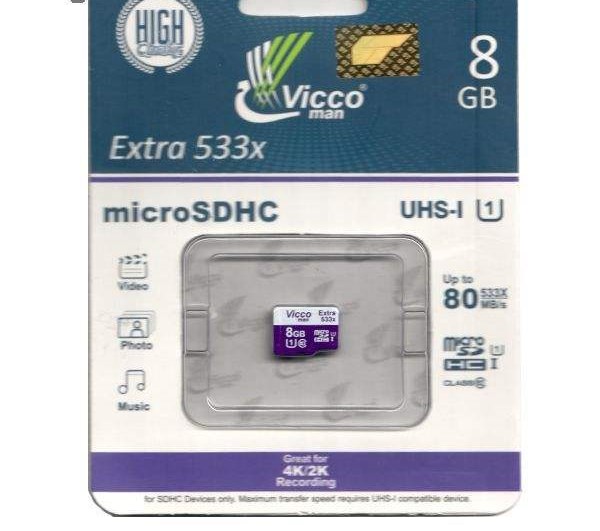 HIGH
Vicco®
man
8
GB
Extra 533x
microSDHC
UHS-I 1
Video
Photo
Music
Vicco
man
Extra
533x
8GB
Up to
80 533X
MB/s
micro
SD
HC I
CLASS
Great for
4K/2K
Recording
for SDHC Devices only. Maximum transfer speed requires UHS-I compatible device.